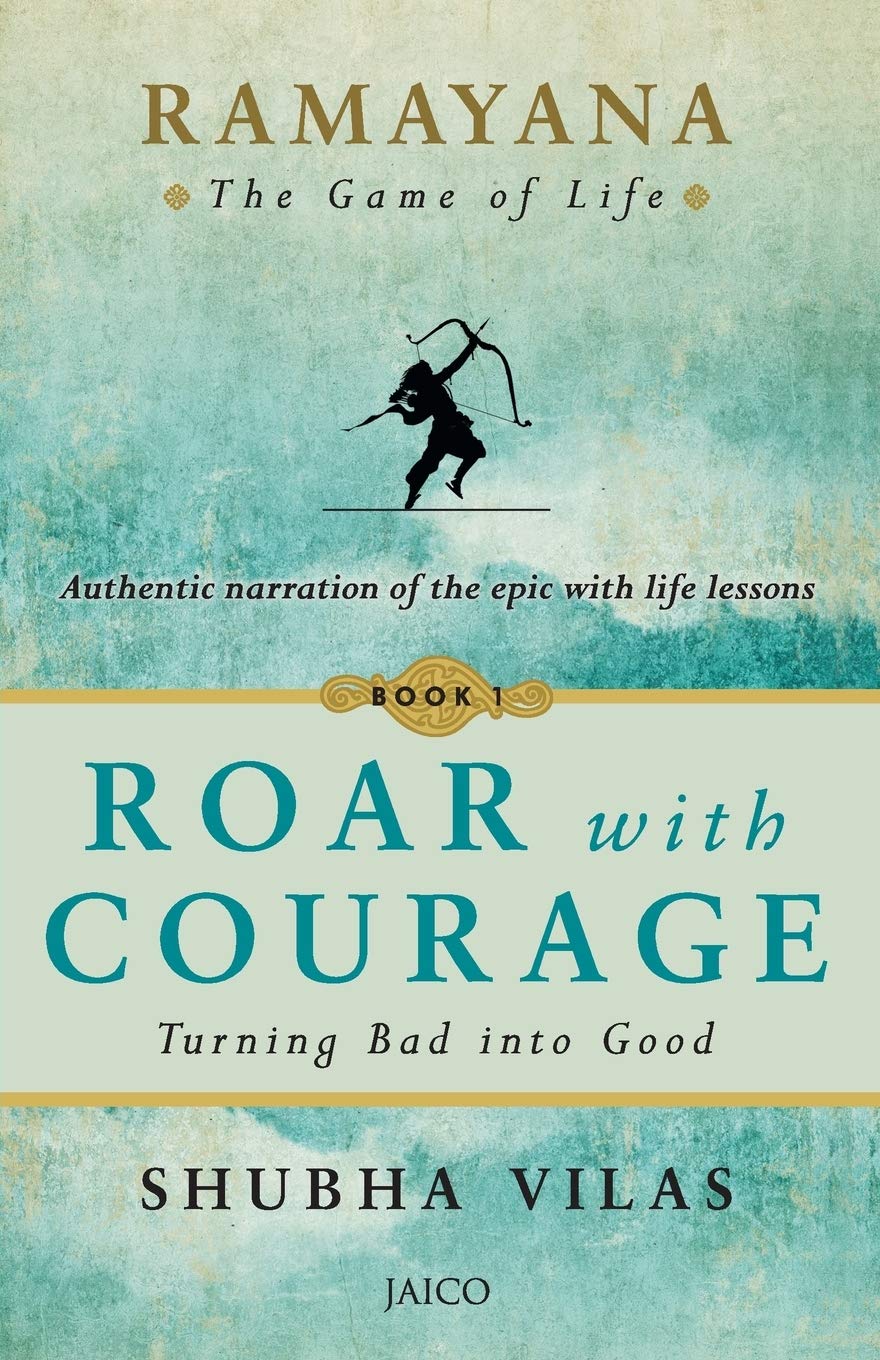 RAMAYANA
The Game of Life
Authentic narration of the epic with life lessons
BOOK 1
ROAR with
COURAGE
Turning Bad into Good
SHUBHA VILAS
JAICO